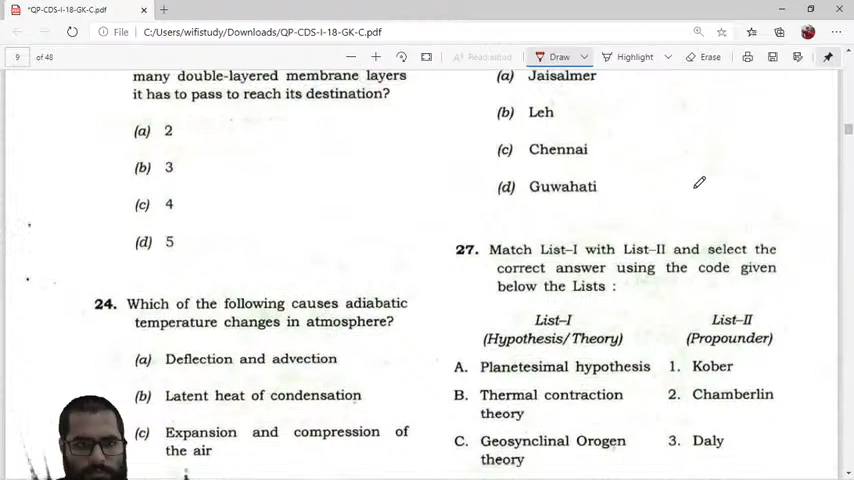 *QP-CDS-I-18-GK-C.pdf
File
C:/Users/wifistudy/Downloads/QP-CDS-I-18-GK-C.pdf
9
of 48
Read aloud
Draw
Highlight
Erase
many double-layered membrane layers
it has to pass to reach its destination?
(a) 2
(b) 3
(c) 4
(d) 5
24. Which of the following causes adiabatic
temperature changes in atmosphere?
(a) Deflection and advection
(b) Latent heat of condensation
(c) Expansion and compression of
the air
(a) Jaisalmer
(b) Leh
(c) Chennai
(d) Guwahati
27. Match List–I with List–II and select the
correct answer using the code given
below the Lists :
List–I
List–II
(Hypothesis/Theory)
(Propounder)
A. Planetesimal hypothesis
1. Kober
B. Thermal contraction
2. Chamberlin
theory
C. Geosynclinal Orogen
3. Daly
theory